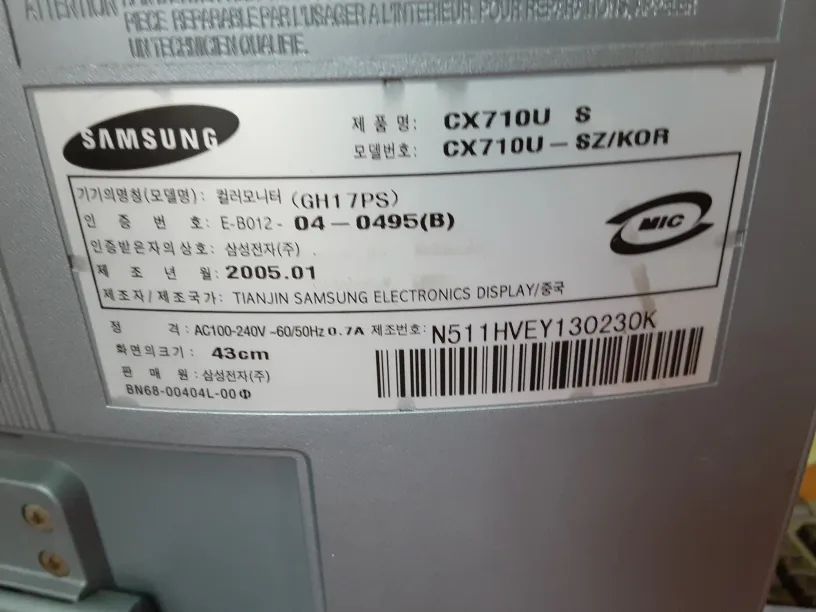 ATTENTION
PIECE REPARABLE PAR L'USAGER A L'INTERIEUR. POUR REPARATIONS,
UN TECHNICIEN QUALIFIE.
SAMSUNG
제 품 명: CX710U S
모델번호: CX710U-SZ/KOR
기기의명칭(모델명): 컬러모니터 (GH17PS)
인 증 번 호: E-B012- 04-0495(B)
MIC
인증받은자의 상호: 삼성전자(주)
제 조 년 월: 2005.01
제조자/제조국가: TIANJIN SAMSUNG ELECTRONICS DISPLAY/중국
정 격: AC100-240V ~60/50Hz 0.7A 제조번호: N511HVEY130230K
화면의크기: 43cm
판 매 원: 삼성전자(주)
BN68-00404L-00